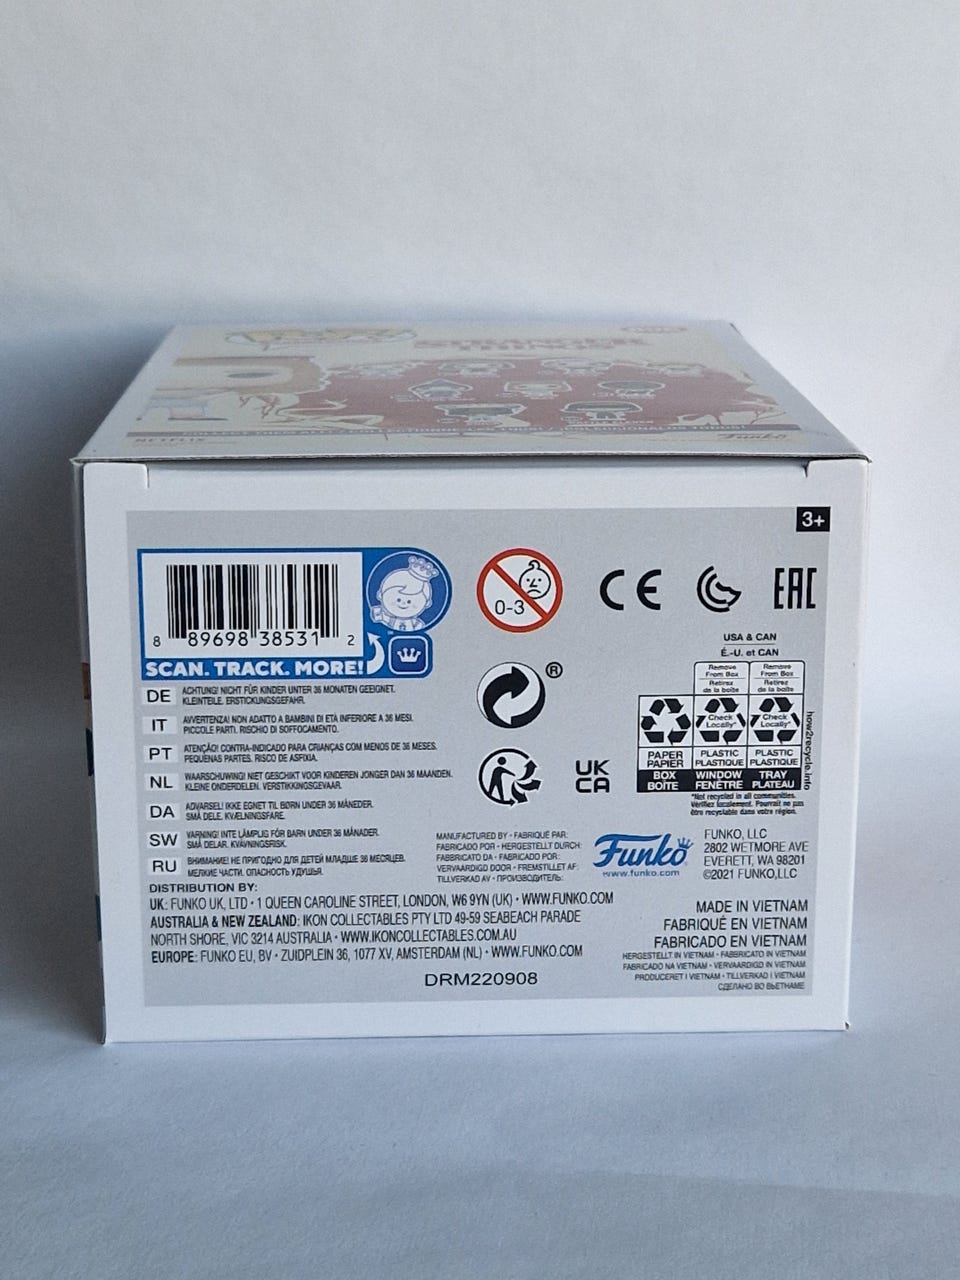 STRANGER
THINGS
NETFLIX
Funko
3+
8 89698 38531 2
SCAN. TRACK. MORE!
0-3
CE
EAC
USA & CAN
É.-U. et CAN
Remove From Box
Retirez de la boîte
Remove From Box
Retirez de la boîte
Check Locally*
Check Locally*
PAPER
PAPIER
PLASTIC
PLASTIQUE
PLASTIC
PLASTIQUE
BOX
BOÎTE
WINDOW
FENÊTRE
TRAY
PLATEAU
how2recycle.info
*Not recycled in all communities.
Vérifiez localement. Pourrait ne pas
être recyclable dans votre région.
®
UK
CA
DE ACHTUNG! NICHT FÜR KINDER UNTER 36 MONATEN GEEIGNET.
KLEINTEILE. ERSTICKUNGSGEFAHR.
IT AVVERTENZA! NON ADATTO A BAMBINI DI ETÀ INFERIORE A 36 MESI.
PICCOLE PARTI. RISCHIO DI SOFFOCAMENTO.
PT ATENÇÃO! CONTRA-INDICADO PARA CRIANÇAS COM MENOS DE 36 MESES.
PEQUENAS PARTES. RISCO DE ASFIXIA.
NL WAARSCHUWING! NIET GESCHIKT VOOR KINDEREN JONGER DAN 36 MAANDEN.
KLEINE ONDERDELEN. VERSTIKKINGSGEVAAR.
DA ADVARSEL! IKKE EGNET TIL BØRN UNDER 36 MÅNEDER.
SMÅ DELE. KVÆLNINGSFARE.
SW VARNING! INTE LÄMPLIG FÖR BARN UNDER 36 MÅNADER.
SMÅ DELAR. KVÄVNINGSRISK.
RU ВНИМАНИЕ! НЕ ПРИГОДНО ДЛЯ ДЕТЕЙ МЛАДШЕ 36 МЕСЯЦЕВ.
МЕЛКИЕ ЧАСТИ. ОПАСНОСТЬ УДУШЬЯ.
MANUFACTURED BY • FABRIQUÉ PAR:
FABRICADO POR • HERGESTELLT DURCH:
FABBRICATO DA • FABRICADO POR:
VERVAARDIGD DOOR • FREMSTILLET AF:
TILLVERKAD AV • ПРОИЗВОДИТЕЛЬ:
Funko
www.funko.com
FUNKO, LLC
2802 WETMORE AVE
EVERETT, WA 98201
©2021 FUNKO,LLC
DISTRIBUTION BY:
UK: FUNKO UK, LTD • 1 QUEEN CAROLINE STREET, LONDON, W6 9YN (UK) • WWW.FUNKO.COM
AUSTRALIA & NEW ZEALAND: IKON COLLECTABLES PTY LTD 49-59 SEABEACH PARADE
NORTH SHORE, VIC 3214 AUSTRALIA • WWW.IKONCOLLECTABLES.COM.AU
EUROPE: FUNKO EU, BV • ZUIDPLEIN 36, 1077 XV, AMSTERDAM (NL) • WWW.FUNKO.COM
DRM220908
MADE IN VIETNAM
FABRIQUÉ EN VIETNAM
FABRICADO EN VIETNAM
HERGESTELLT IN VIETNAM • FABBRICATO IN VIETNAM
FABRICADO NA VIETNAM • VERVAARDIGD IN VIETNAM
PRODUCERET I VIETNAM • TILLVERKAD I VIETNAM
СДЕЛАНО ВО ВЬЕТНАМЕ